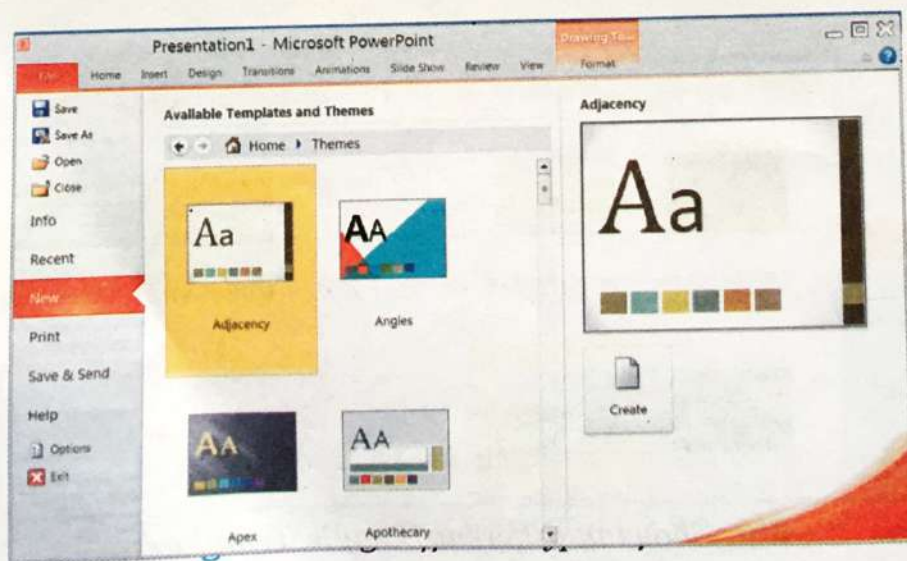 Presentation1 - Microsoft PowerPoint
Drawing
File Home Insert Design Transitions Animations Slide Show Review View Format
Save
Save As
Open
Close
Info
Recent
New
Print
Save & Send
Help
Options
Exit
Available Templates and Themes
Home Themes
Aa
Adjacency
AA
Angles
AA
Apex
AA
Apothecary
Adjacency
Aa
Create